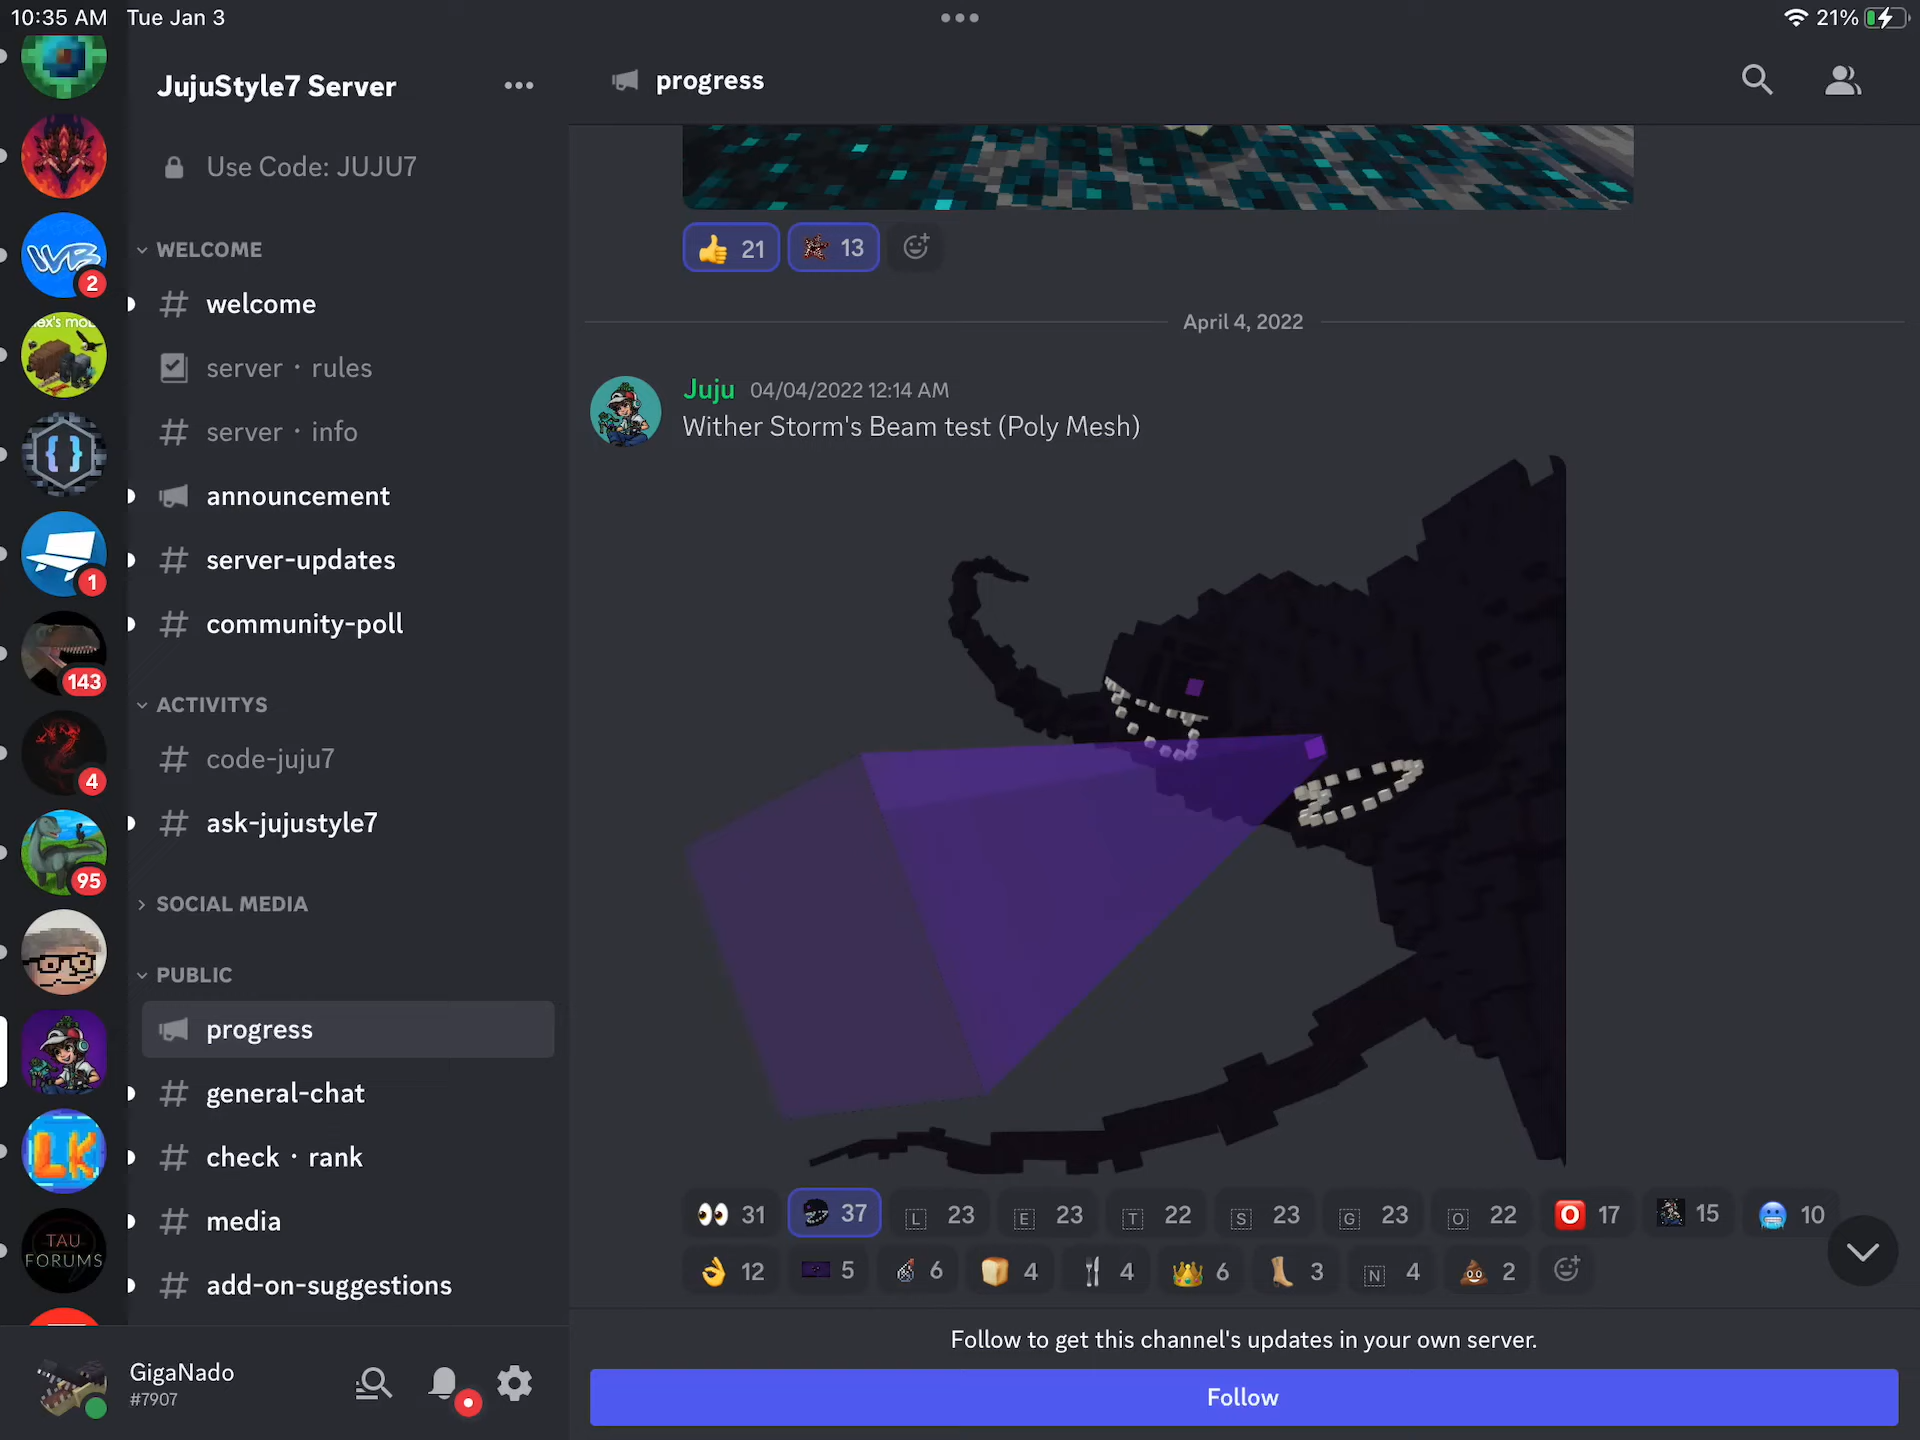 10:35 AM Tue Jan 3
21%
JujuStyle7 Server
progress
Use Code: JUJU7
WELCOME
welcome
server • rules
server • info
announcement
server-updates
community-poll
ACTIVITYS
code-juju7
ask-jujustyle7
SOCIAL MEDIA
PUBLIC
progress
general-chat
check • rank
media
add-on-suggestions
WB
2
ex's mo
1
143
4
95
LK
TAU
FORUMS
GigaNado
#7907
21 13
April 4, 2022
Juju 04/04/2022 12:14 AM
Wither Storm's Beam test (Poly Mesh)
31 37 L 23 E 23 T 22 S 23 G 23 O 22 O 17 15 10
12 5 6 4 4 6 3 N 4 2
Follow to get this channel's updates in your own server.
Follow